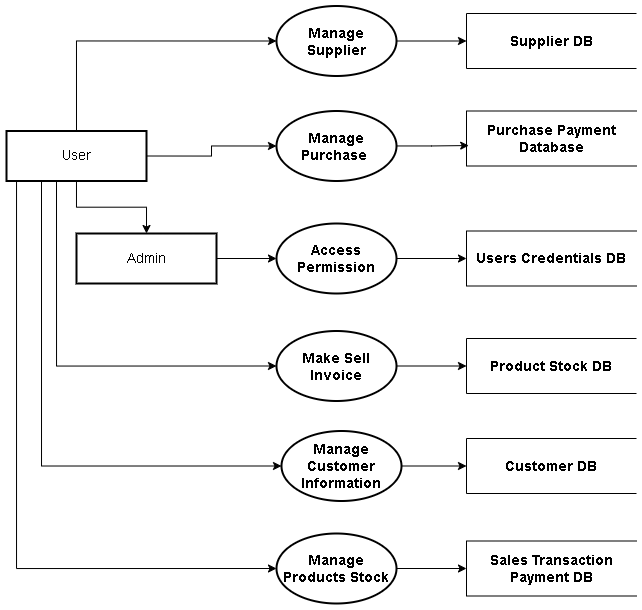 Manage
Supplier
Supplier DB
User
Manage
Purchase
Purchase Payment
Database
Admin
Access
Permission
Users Credentials DB
Make Sell
Invoice
Product Stock DB
Manage
Customer
Information
Customer DB
Manage
Products Stock
Sales Transaction
Payment DB